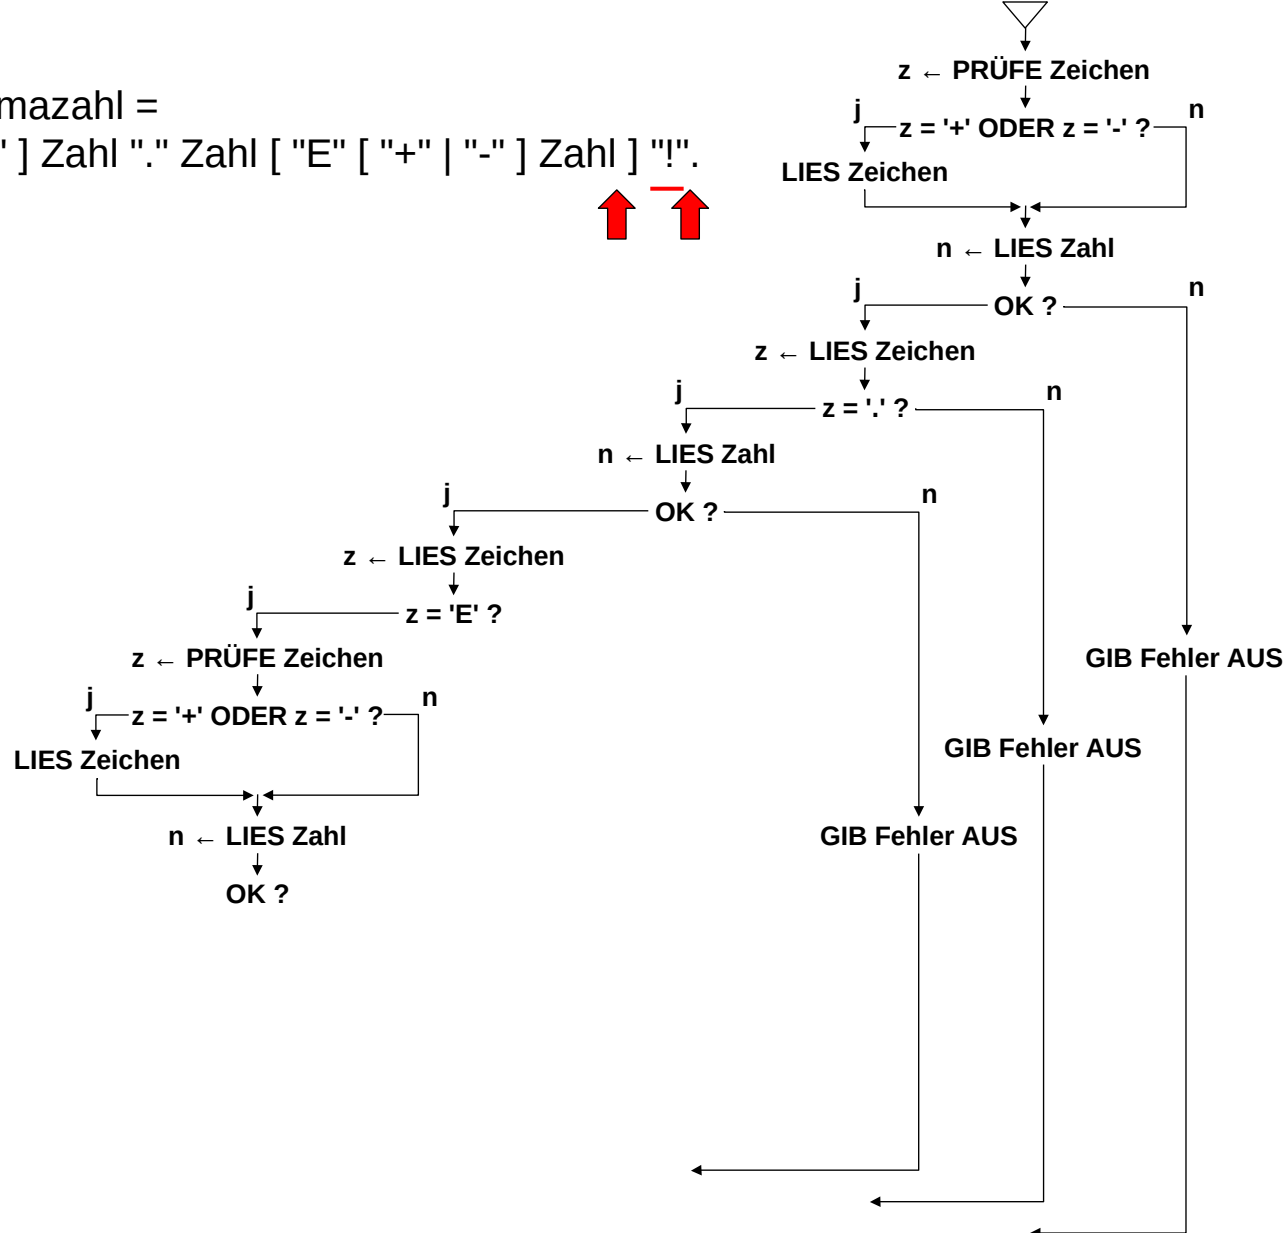 mazahl =
" ] Zahl "." Zahl [ "E" [ "+" | "-" ] Zahl ] "!".
z ← PRÜFE Zeichen
j
n
z = '+' ODER z = '-' ?
LIES Zeichen
n ← LIES Zahl
j
n
OK ?
z ← LIES Zeichen
j
n
z = '.' ?
n ← LIES Zahl
j
n
OK ?
z ← LIES Zeichen
j
z = 'E' ?
z ← PRÜFE Zeichen
GIB Fehler AUS
j
n
z = '+' ODER z = '-' ?
GIB Fehler AUS
LIES Zeichen
n ← LIES Zahl
GIB Fehler AUS
OK ?